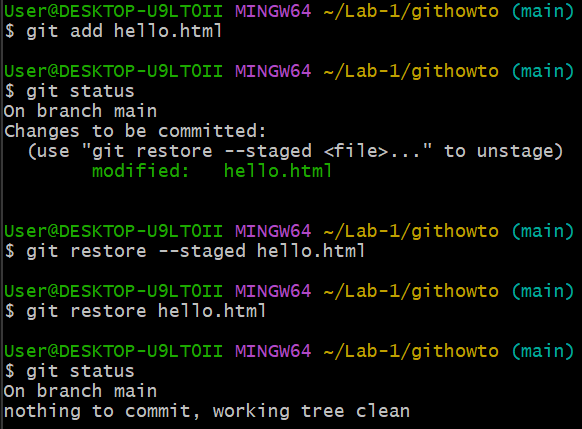 User@DESKTOP-U9LT0II MINGW64 ~/Lab-1/githowto (main)
$ git add hello.html
User@DESKTOP-U9LT0II MINGW64 ~/Lab-1/githowto (main)
$ git status
On branch main
Changes to be committed:
  (use "git restore --staged <file>..." to unstage)
        modified:   hello.html
User@DESKTOP-U9LT0II MINGW64 ~/Lab-1/githowto (main)
$ git restore --staged hello.html
User@DESKTOP-U9LT0II MINGW64 ~/Lab-1/githowto (main)
$ git restore hello.html
User@DESKTOP-U9LT0II MINGW64 ~/Lab-1/githowto (main)
$ git status
On branch main
nothing to commit, working tree clean